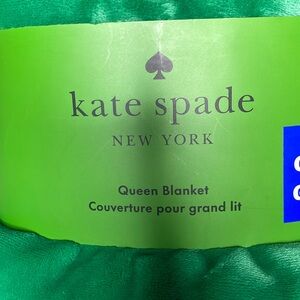 kate spade
NEW YORK
Queen Blanket
Couverture pour grand lit